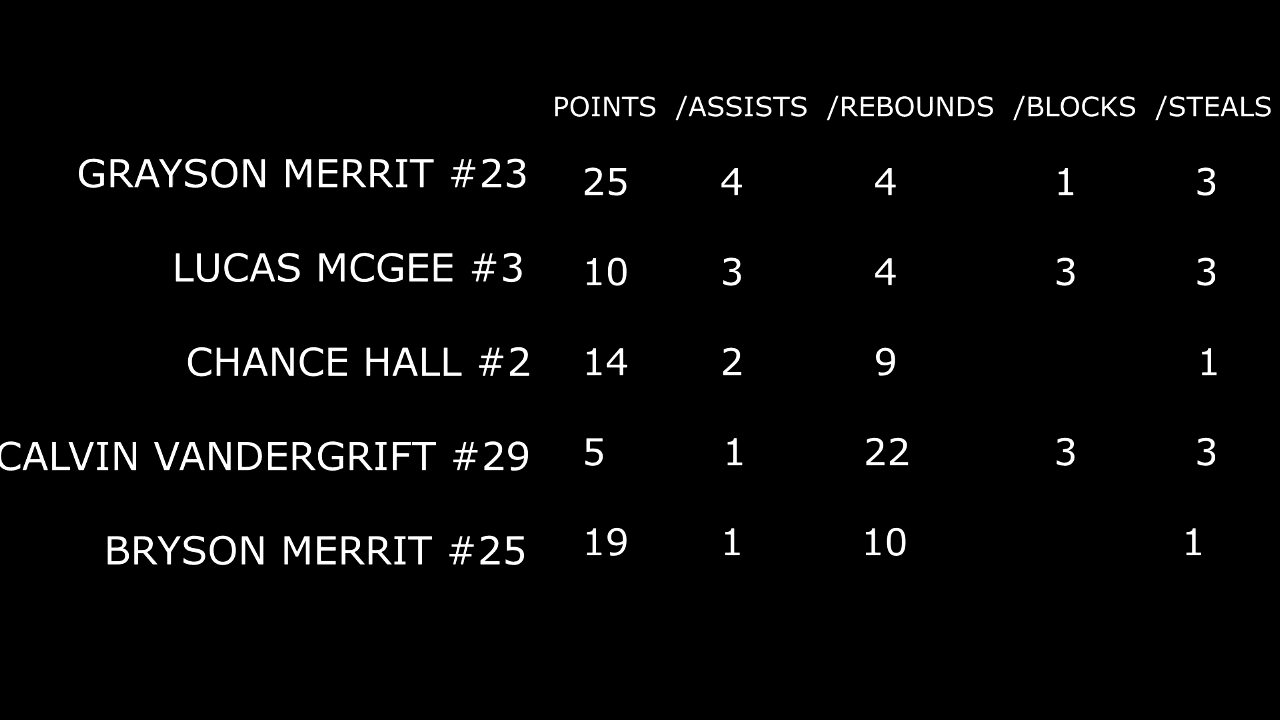 POINTS /ASSISTS /REBOUNDS /BLOCKS /STEALS
GRAYSON MERRIT #23 25 4 4 1 3
LUCAS MCGEE #3 10 3 4 3 3
CHANCE HALL #2 14 2 9 1
CALVIN VANDERGRIFT #29 5 1 22 3 3
BRYSON MERRIT #25 19 1 10 1